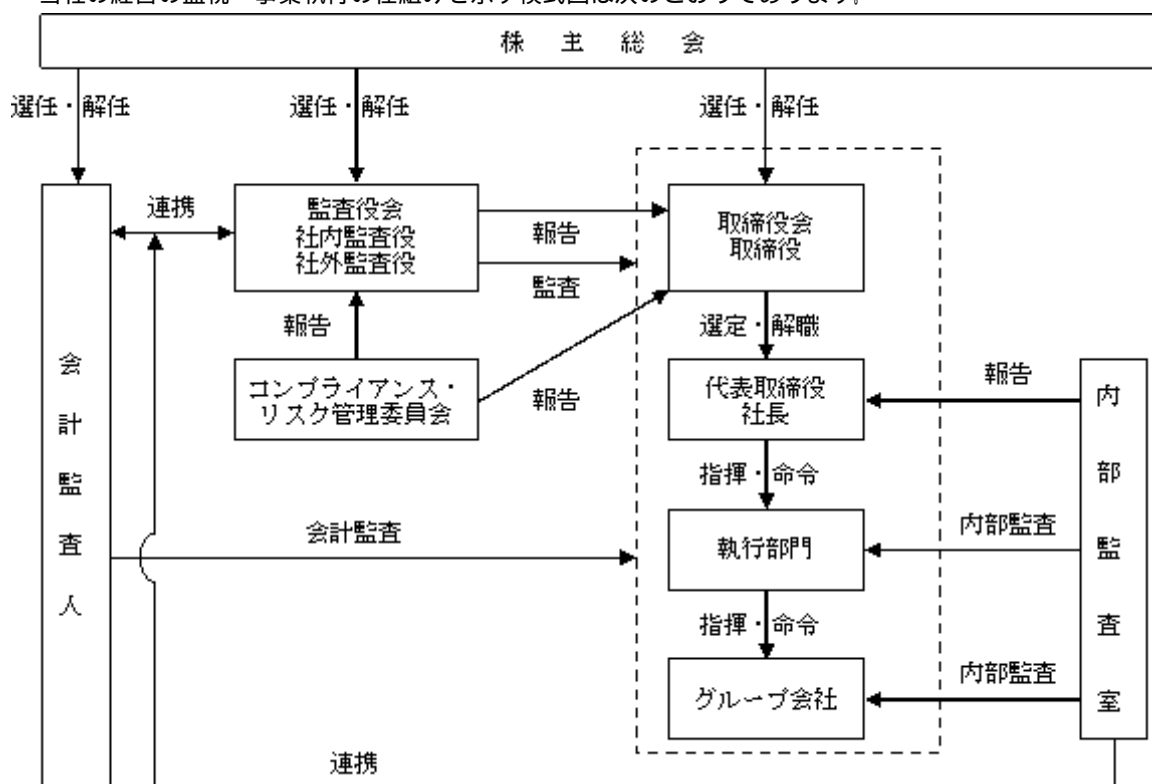 当社の経営の監視・事業執行の仕組みを示す模式図は次のとおりであります。
株主総会
選任・解任
選任・解任
選任・解任
連携
監査役会
社内監査役
社外監査役
報告
監査
取締役会
取締役
報告
選定・解職
コンプライアンス・
リスク管理委員会
報告
代表取締役
社長
報告
指揮・命令
会計監査
執行部門
内部監査
指揮・命令
グループ会社
内部監査
会計監査人
内部監査室
連携